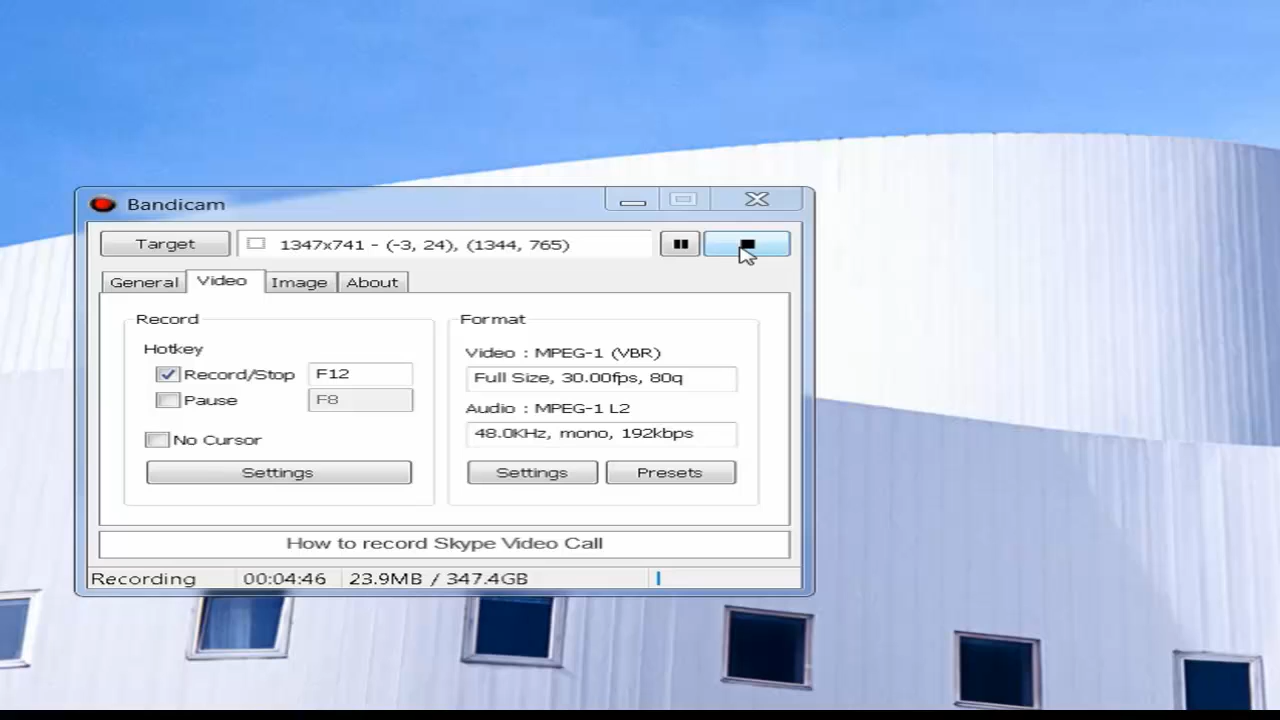 Bandicam
Target 1347x741 - (-3, 24), (1344, 765)
General Video Image About
Record
Hotkey
Record/Stop F12
Pause F8
No Cursor
Settings
Format
Video : MPEG-1 (VBR)
Full Size, 30.00fps, 80q
Audio : MPEG-1 L2
48.0KHz, mono, 192kbps
Settings Presets
How to record Skype Video Call
Recording 00:04:46 23.9MB / 347.4GB